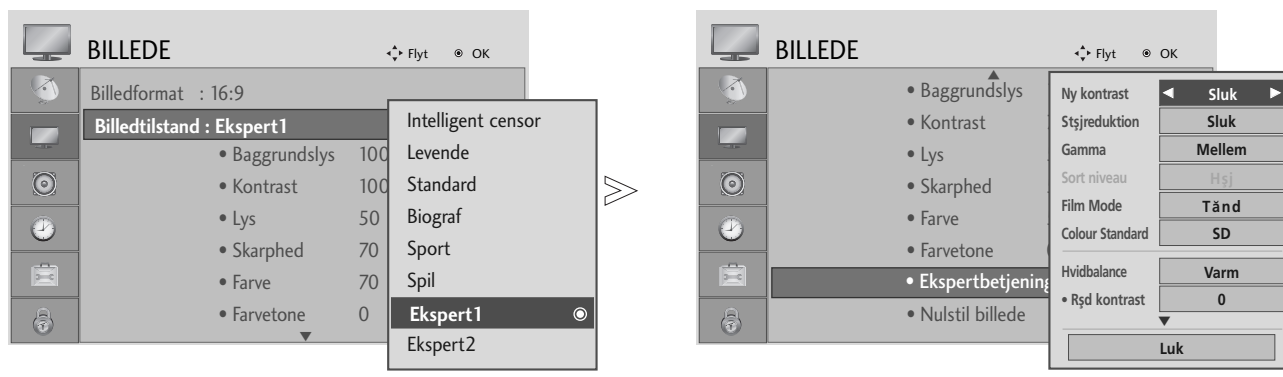 BILLEDE Flyt OK
Billedformat : 16:9
Billedtilstand : Ekspert1
• Baggrundslys 100
• Kontrast 100
• Lys 50
• Skarphed 70
• Farve 70
• Farvetone 0
Intelligent censor
Levende
Standard
Biograf
Sport
Spil
Ekspert1
Ekspert2
BILLEDE Flyt OK
• Baggrundslys
• Kontrast
• Lys
• Skarphed
• Farve
• Farvetone
• Ekspertbetjening
• Nulstil billede
Ny kontrast Sluk
Stşjreduktion Sluk
Gamma Mellem
Sort niveau Hşj
Film Mode Tănd
Colour Standard SD
Hvidbalance Varm
• Rşd kontrast 0
Luk